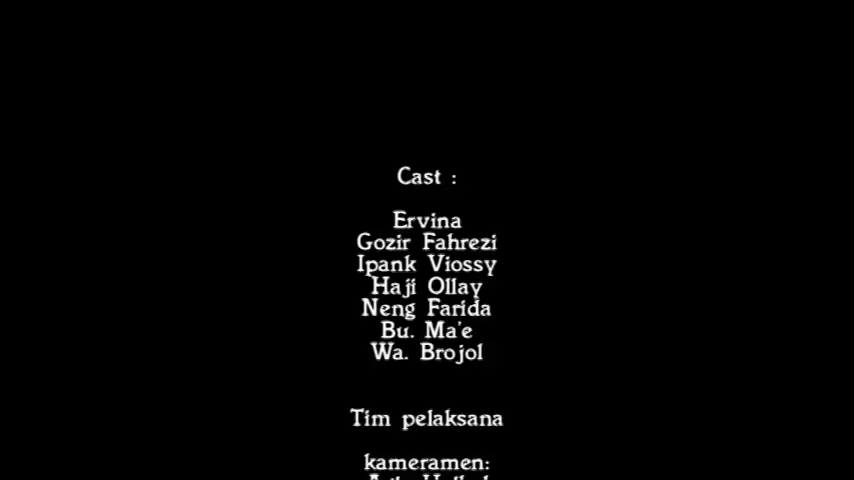 Cast :
Ervina
Gozir Fahrezi
Ipank Viossy
Haji Ollay
Neng Farida
Bu. Ma'e
Wa. Brojol
Tim pelaksana
kameramen: